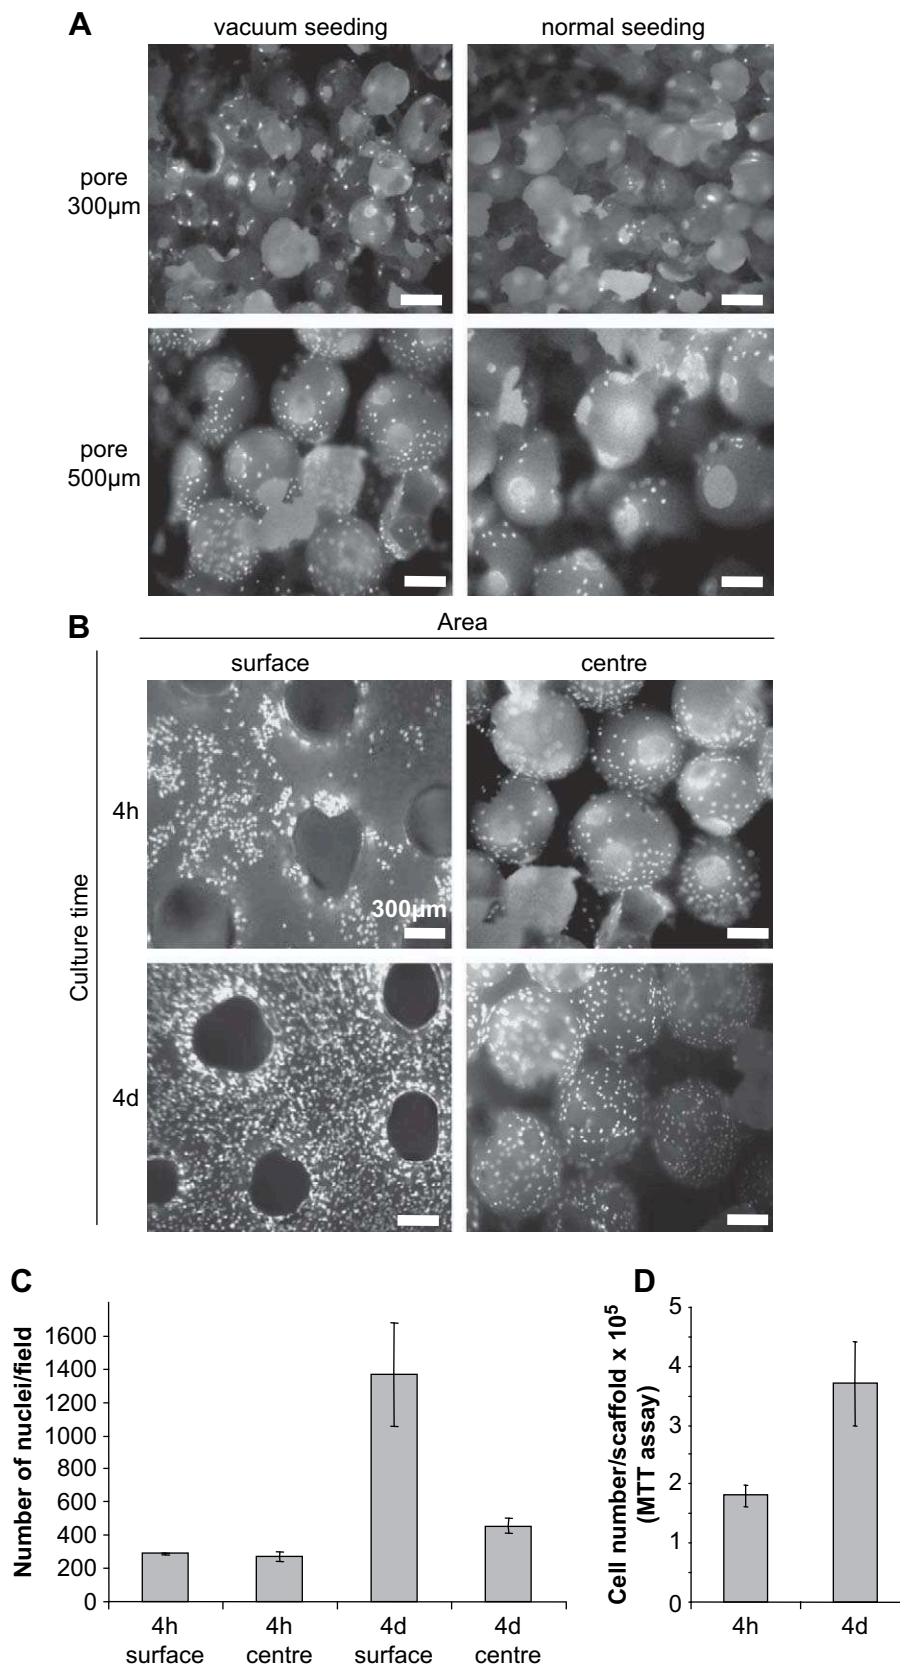 A
vacuum seeding
normal seeding
pore
300µm
pore
500µm
B
Area
surface
centre
Culture time
4h
300µm
4d
C
Number of nuclei/field
1600
1400
1200
1000
800
600
400
200
0
4h
surface
4h
centre
4d
surface
4d
centre
D
Cell number/scaffold x 10⁵
(MTT assay)
5
4
3
2
1
0
4h
4d